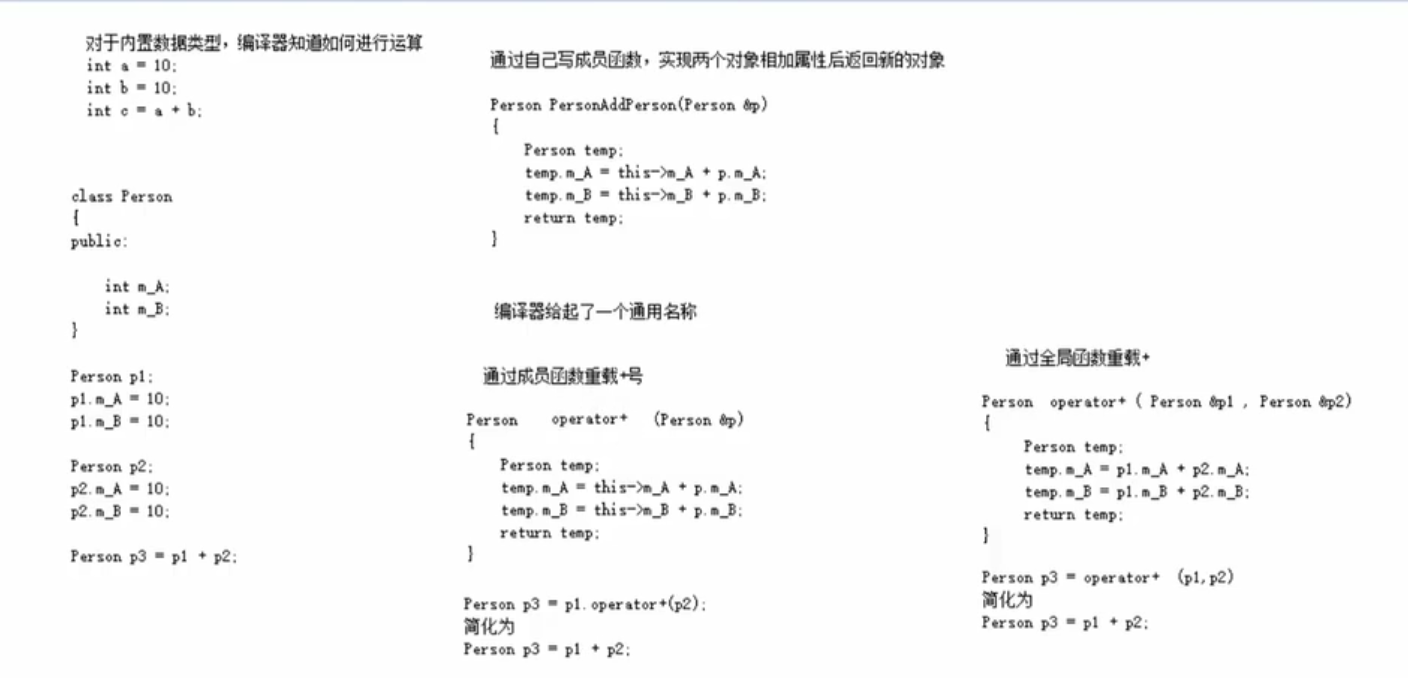 对于内置数据类型，编译器知道如何进行运算
int a = 10;
int b = 10;
int c = a + b;
class Person
{
public:
int m_A;
int m_B;
}
Person p1;
p1.m_A = 10;
p1.m_B = 10;
Person p2;
p2.m_A = 10;
p2.m_B = 10;
Person p3 = p1 + p2;
通过自己写成员函数，实现两个对象相加属性后返回新的对象
Person PersonAddPerson(Person &p)
{
Person temp;
temp.m_A = this->m_A + p.m_A;
temp.m_B = this->m_B + p.m_B;
return temp;
}
编译器给起了一个通用名称
通过成员函数重载+号
Person operator+ (Person &p)
{
Person temp;
temp.m_A = this->m_A + p.m_A;
temp.m_B = this->m_B + p.m_B;
return temp;
}
Person p3 = p1.operator+(p2);
简化为
Person p3 = p1 + p2;
通过全局函数重载+
Person operator+ ( Person &p1 , Person &p2)
{
Person temp;
temp.m_A = p1.m_A + p2.m_A;
temp.m_B = p1.m_B + p2.m_B;
return temp;
}
Person p3 = operator+ (p1,p2)
简化为
Person p3 = p1 + p2;